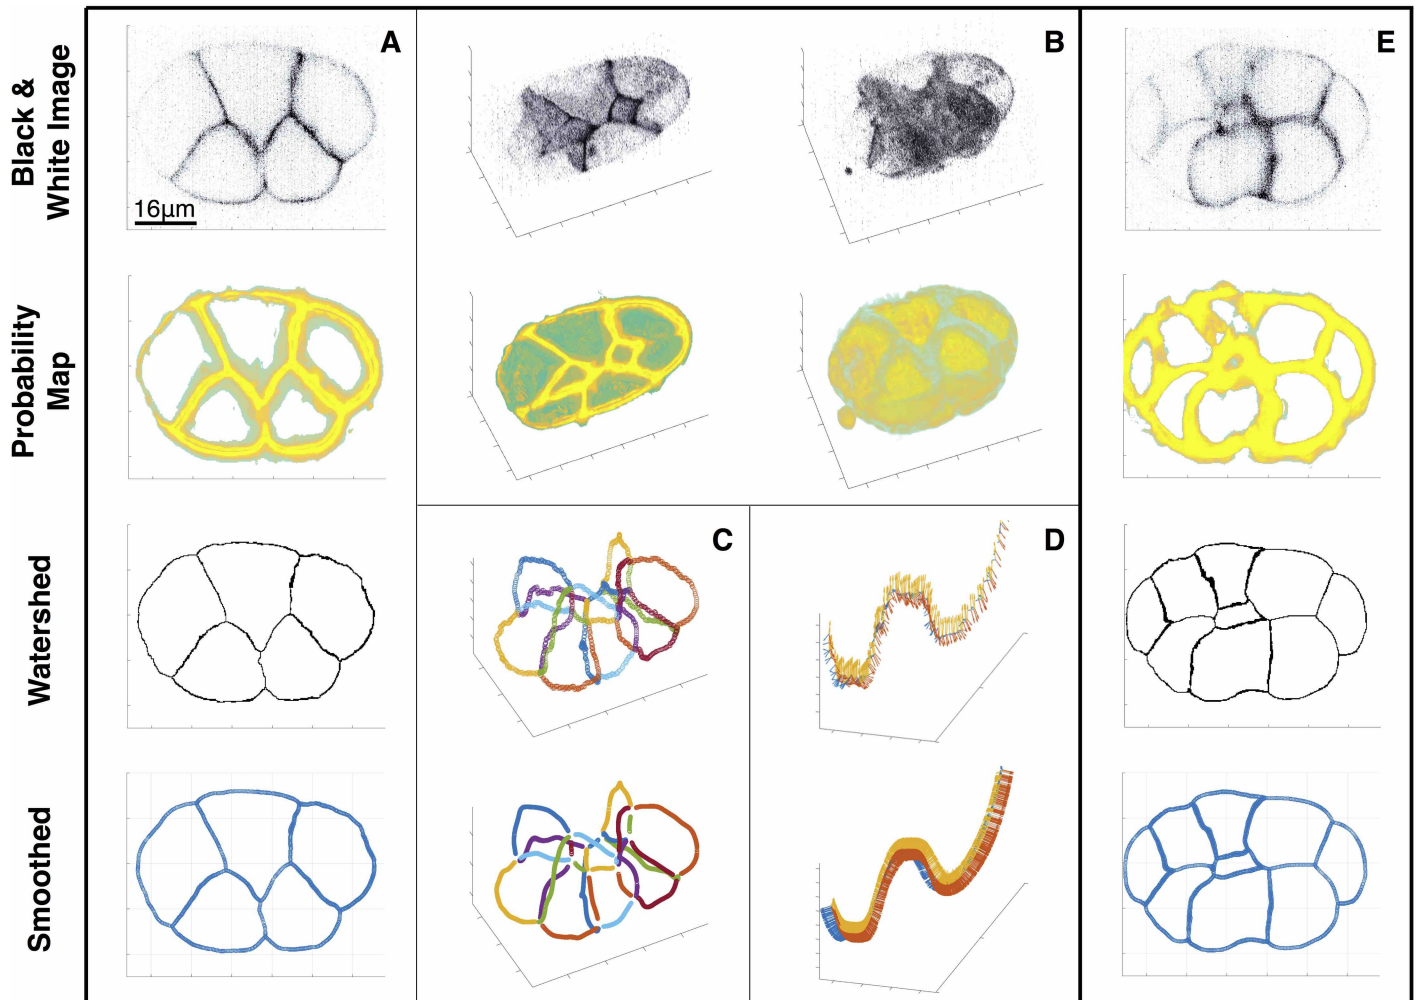 A
B
E
Black &
White Image
16µm
Probability
Map
C
D
Watershed
Smoothed